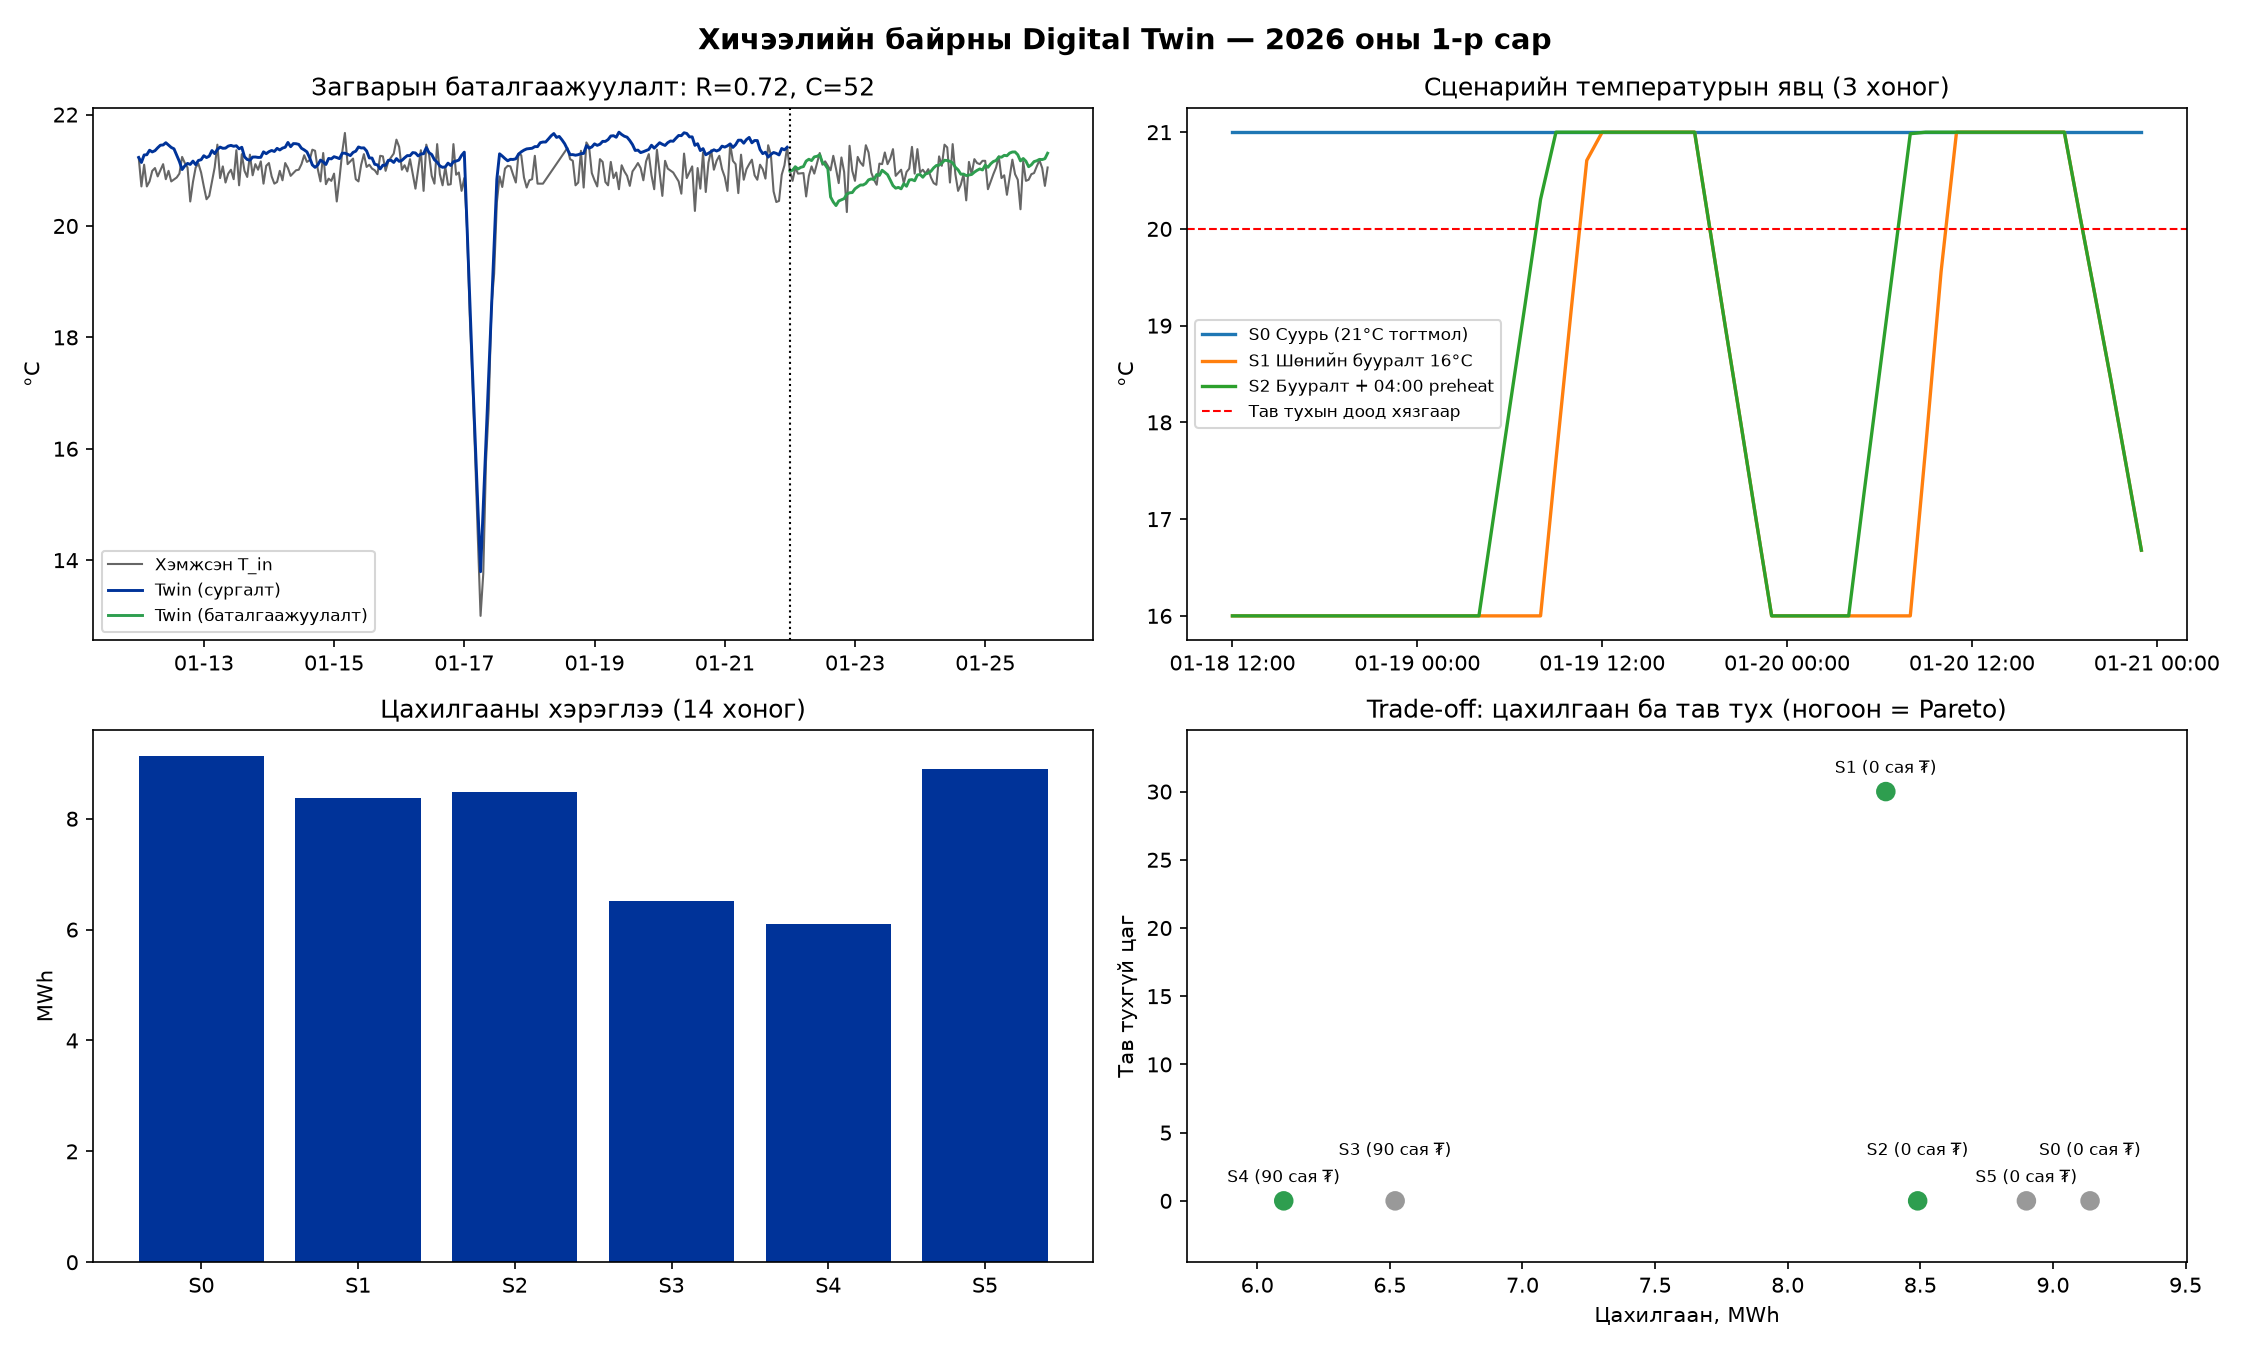 Хичээлийн байрны Digital Twin — 2026 оны 1-р сар
Загварын баталгаажуулалт: R=0.72, C=52
°C
22
20
18
16
14
Хэмжсэн T_in
Twin (сургалт)
Twin (баталгаажуулалт)
01-13
01-15
01-17
01-19
01-21
01-23
01-25
Сценарийн температурын явц (3 хоног)
°C
21
20
19
18
17
16
S0 Суурь (21°C тогтмол)
S1 Шөнийн бууралт 16°C
S2 Бууралт + 04:00 preheat
Тав тухын доод хязгаар
01-18 12:00
01-19 00:00
01-19 12:00
01-20 00:00
01-20 12:00
01-21 00:00
Цахилгааны хэрэглээ (14 хоног)
MWh
8
6
4
2
0
S0
S1
S2
S3
S4
S5
Trade-off: цахилгаан ба тав тух (ногоон = Pareto)
Тав тухгүй цаг
30
25
20
15
10
5
0
S1 (0 сая ₮)
S3 (90 сая ₮)
S2 (0 сая ₮)
S0 (0 сая ₮)
S4 (90 сая ₮)
S5 (0 сая ₮)
6.0
6.5
7.0
7.5
8.0
8.5
9.0
9.5
Цахилгаан, MWh